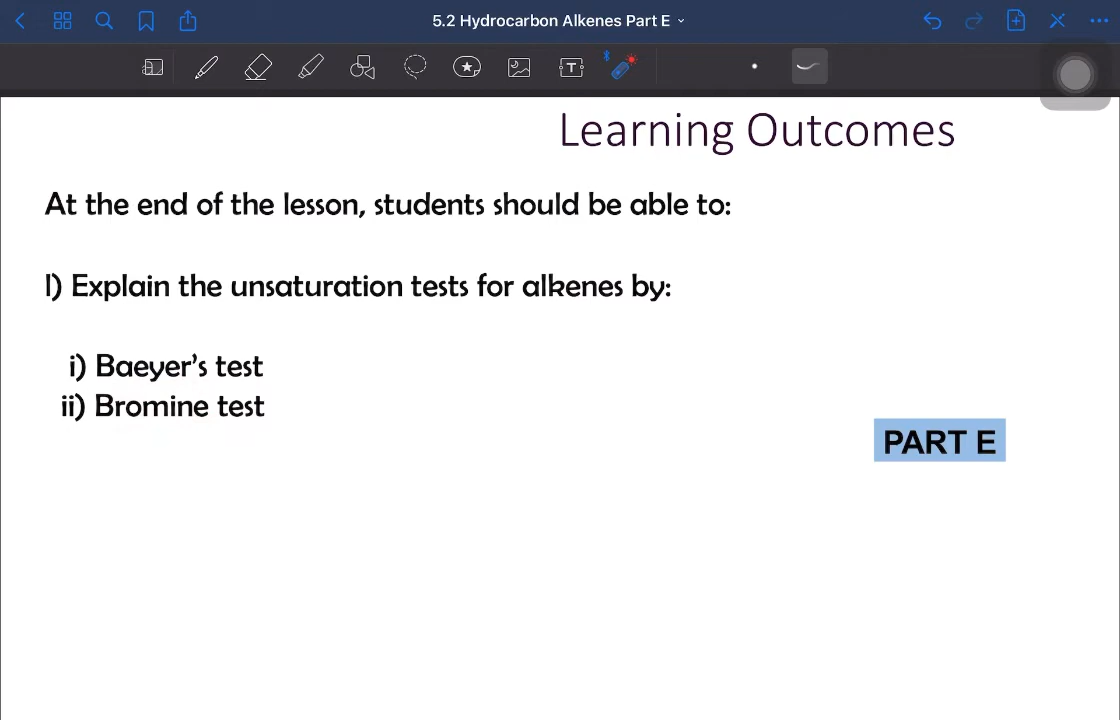 5.2 Hydrocarbon Alkenes Part E
T
Learning Outcomes
At the end of the lesson, students should be able to:
l) Explain the unsaturation tests for alkenes by:
i) Baeyer’s test
ii) Bromine test
PART E